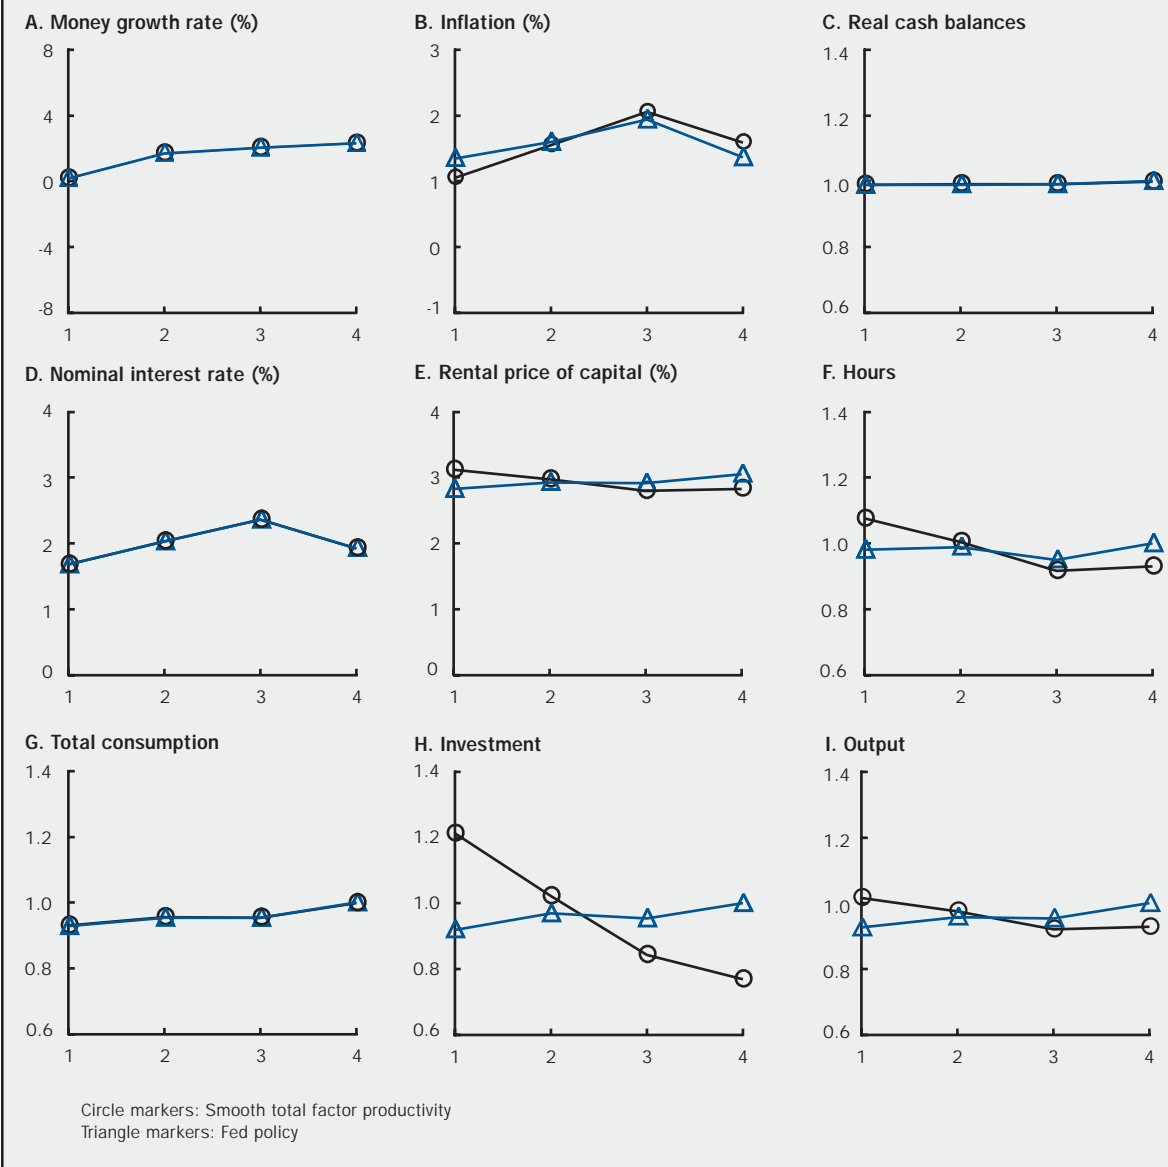 A. Money growth rate (%)
8
4
0
-4
-8
1 2 3 4
B. Inflation (%)
3
2
1
0
-1
1 2 3 4
C. Real cash balances
1.4
1.2
1.0
0.8
0.6
1 2 3 4
D. Nominal interest rate (%)
4
3
2
1
0
1 2 3 4
E. Rental price of capital (%)
4
3
2
1
0
1 2 3 4
F. Hours
1.4
1.2
1.0
0.8
0.6
1 2 3 4
G. Total consumption
1.4
1.2
1.0
0.8
0.6
1 2 3 4
H. Investment
1.4
1.2
1.0
0.8
0.6
1 2 3 4
I. Output
1.4
1.2
1.0
0.8
0.6
1 2 3 4
Circle markers: Smooth total factor productivity
Triangle markers: Fed policy